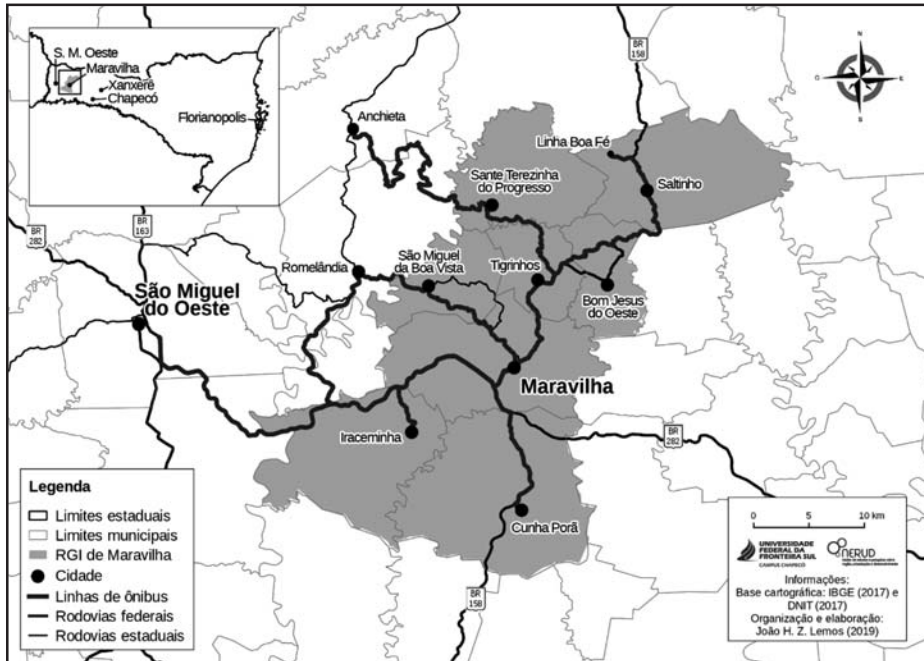 S. M. Oeste
Maravilha
Xanxerê
Chapecó
Florianopolis
BR
158
N
O
E
S
Anchieta
Linha Boa Fé
Sante Terezinha
do Progresso
Saltinho
BR
282
BR
163
Romelândia
São Miguel
da Boa Vista
Tigrinhos
São Miguel
do Oeste
Bom Jesus
do Oeste
Maravilha
Iraceminha
BR
282
Cunha Porã
BR
158
Legenda
Limites estaduais
Limites municipais
RGI de Maravilha
Cidade
Linhas de ônibus
Rodovias federais
Rodovias estaduais
0 5 10 km
UNIVERSIDADE
FEDERAL DA
FRONTEIRA SUL
CAMPUS CHAPECÓ
NERUD
Informações:
Base cartográfica: IBGE (2017) e
DNIT (2017)
Organização e elaboração:
João H. Z. Lemos (2019)